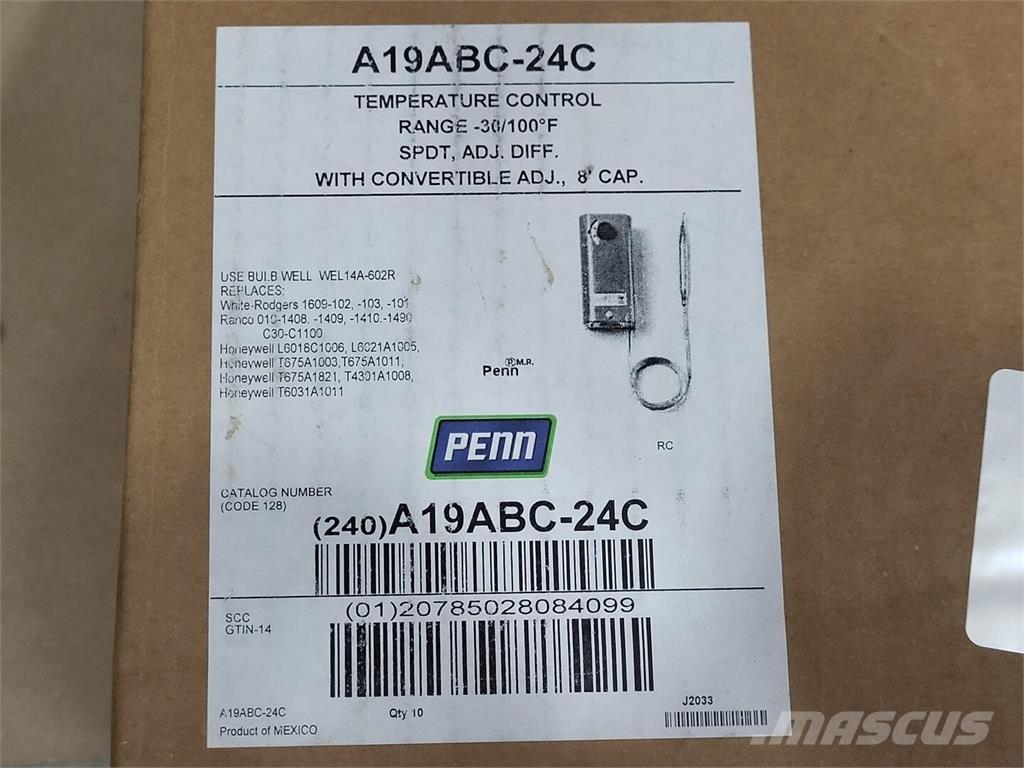 A19ABC-24C
TEMPERATURE CONTROL
RANGE -30/100°F
SPDT, ADJ. DIFF.
WITH CONVERTIBLE ADJ., 8' CAP.
USE BULB WELL WEL14A-602R
REPLACES:
White-Rodgers 1609-102, -103, -101
Ranco 010-1408. -1409, -1410.-1490
C30-C1100
Honeywell L6018C1006, L6021A1005,
Honeywell T675A1003,T675A1011,
Honeywell T675A1821, T4301A1008,
Honeywell T6031A1011
Penn ® M.R.
RC
PENN
CATALOG NUMBER
(CODE 128)
(240)A19ABC-24C
(01)20785028084099
SCC
GTIN-14
A19ABC-24C
Qty 10
J2033
Product of MEXICO
MASCUS